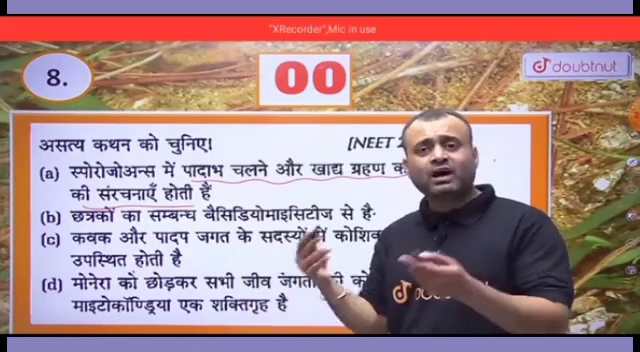 "XRecorder",Mic in use
8.
00
doubtnut
असत्य कथन को चुनिए।
[NEET
(a) स्पोरोजोअन्स में पादाभ चलने और खाद्य ग्रहण
की संरचनाएँ होती हैं
(b) छत्रकों का सम्बन्ध बैसिडियोमाइसिटीज से है·
(c) कवक और पादप जगत के सदस्यों में
उपस्थित होती है
(d) मोनेरा को छोड़कर सभी जीव
माइटोकॉण्ड्रिया एक शक्तिगृह है